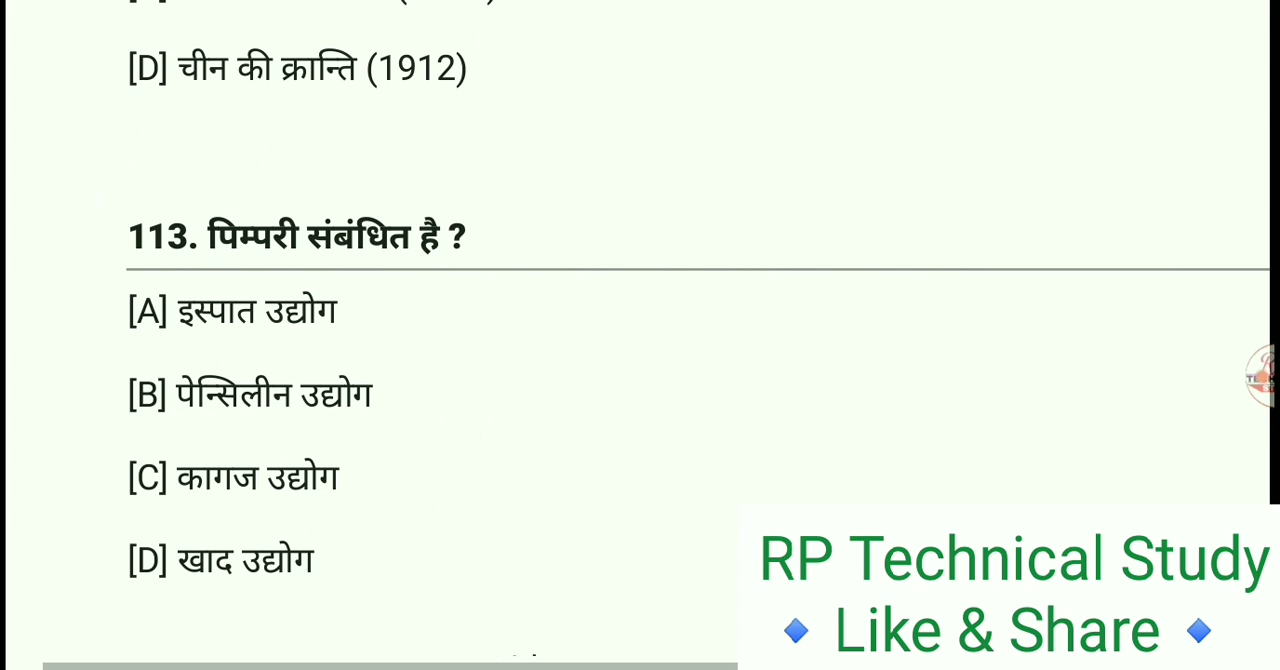 [D] चीन की क्रान्ति (1912)
113. पिम्परी संबंधित है ?
[A] इस्पात उद्योग
[B] पेन्सिलीन उद्योग
[C] कागज उद्योग
[D] खाद उद्योग
RP Technical Study
🔹 Like & Share 🔹